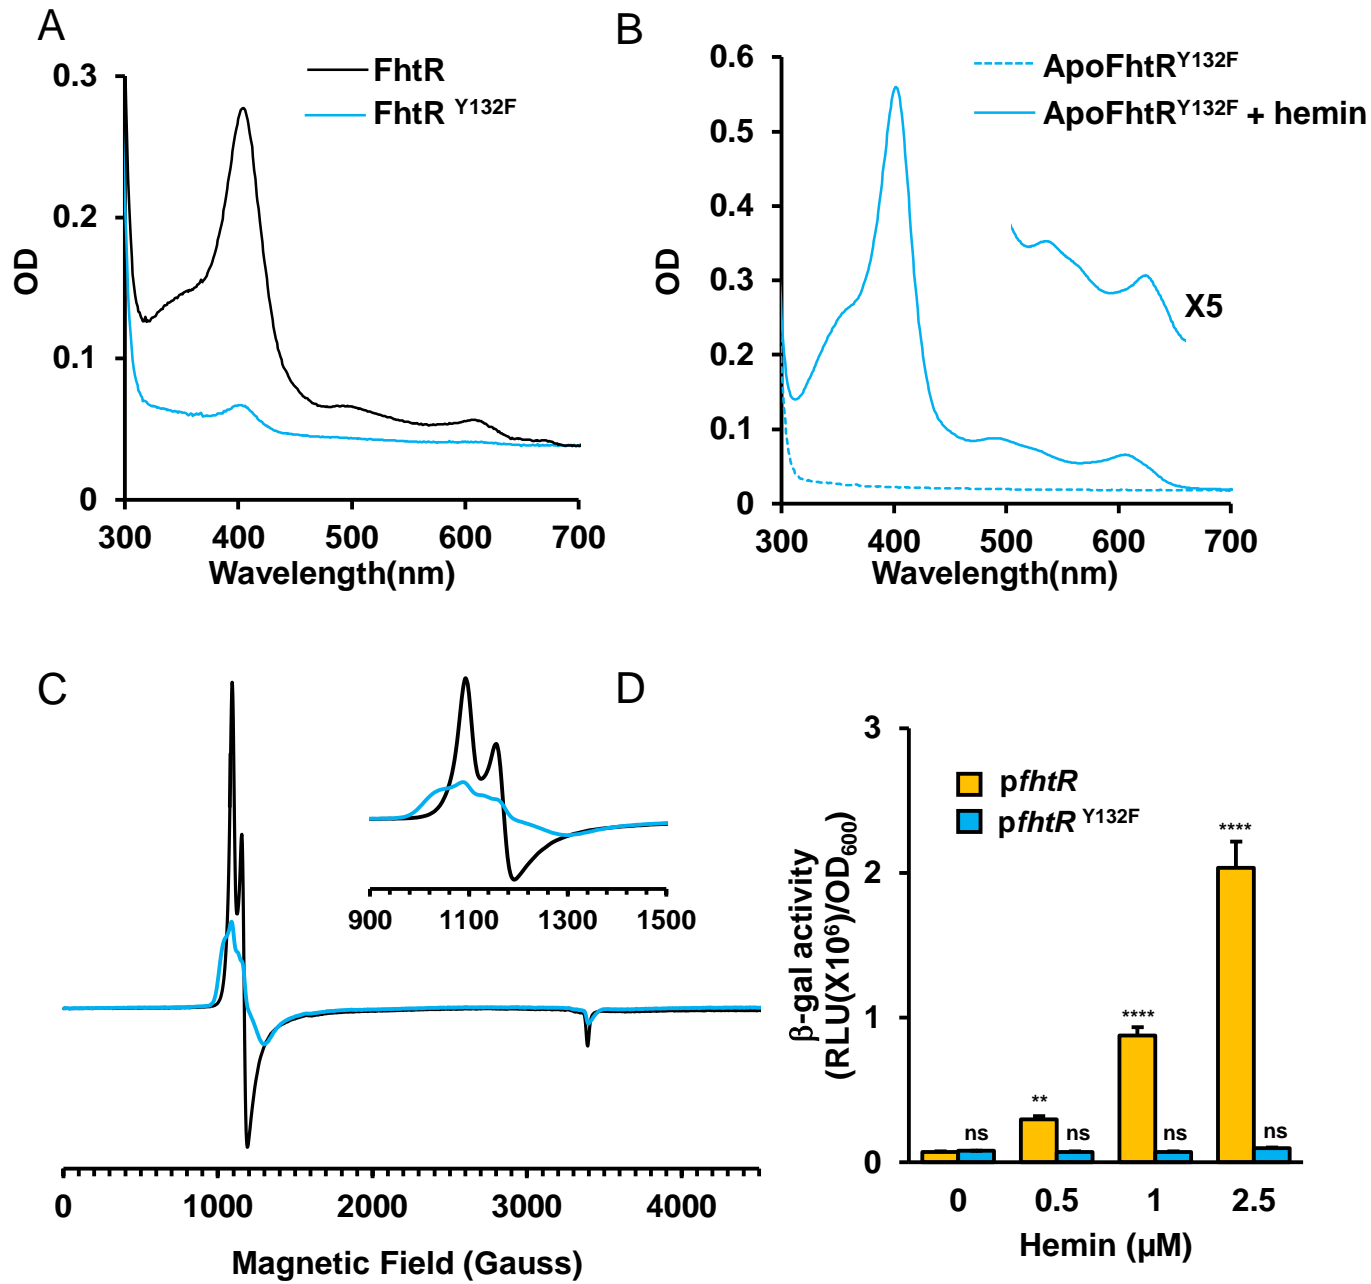 A
FhtR
FhtR Y132F
OD
0.3
0.2
0.1
0
300 400 500 600 700
Wavelength(nm)
B
ApoFhtR^Y132F
ApoFhtR^Y132F + hemin
OD
0.6
0.5
0.4
0.3
0.2
0.1
0
X5
300 400 500 600 700
Wavelength(nm)
C
900 1100 1300 1500
0 1000 2000 3000 4000
Magnetic Field (Gauss)
D
pfhtR
pfhtR Y132F
β-gal activity
(RLU(X10⁶)/OD₆₀₀)
3
2
1
0
ns
**
ns
****
ns
****
ns
0 0.5 1 2.5
Hemin (µM)